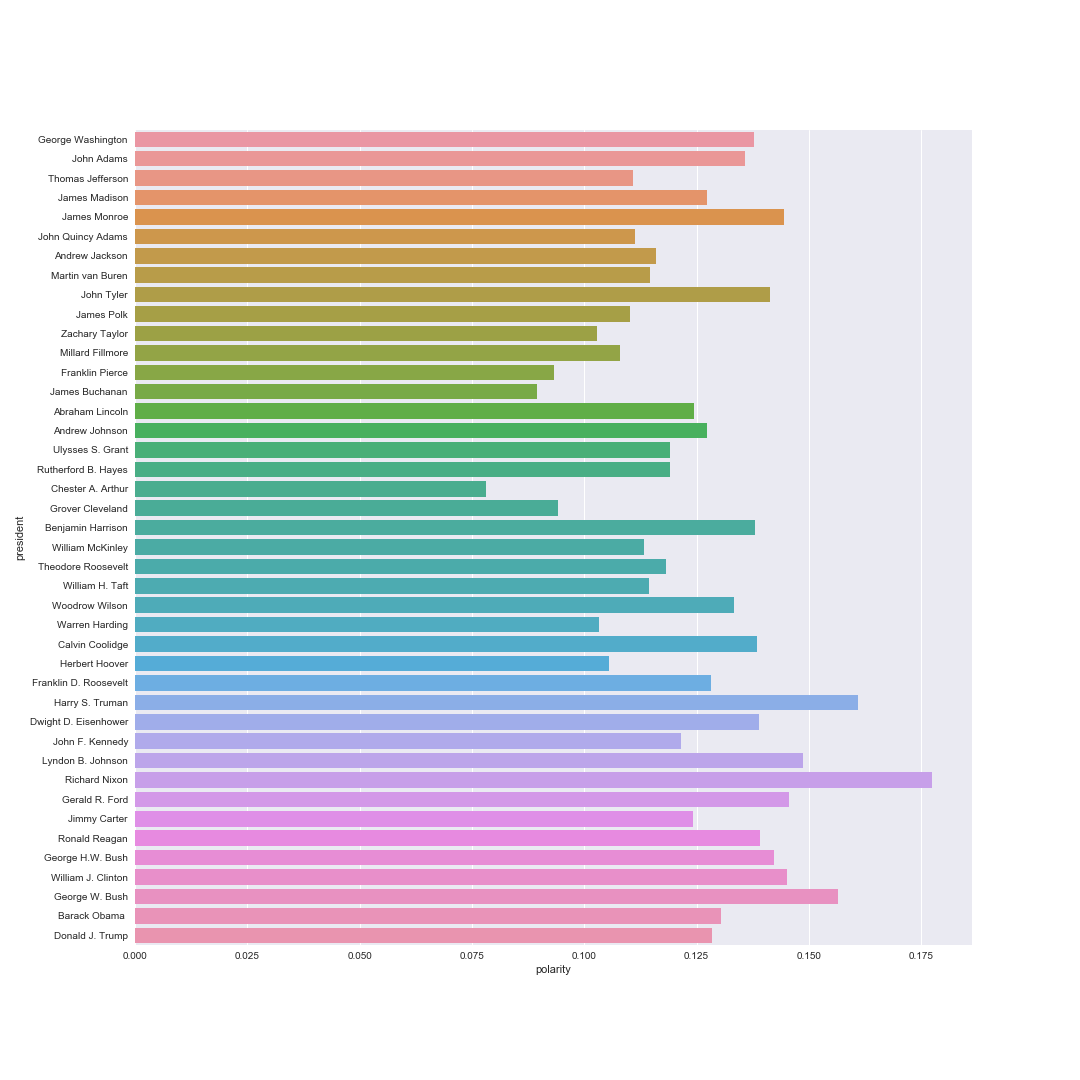 George Washington
John Adams
Thomas Jefferson
James Madison
James Monroe
John Quincy Adams
Andrew Jackson
Martin van Buren
John Tyler
James Polk
Zachary Taylor
Millard Fillmore
Franklin Pierce
James Buchanan
Abraham Lincoln
Andrew Johnson
Ulysses S. Grant
Rutherford B. Hayes
Chester A. Arthur
Grover Cleveland
Benjamin Harrison
William McKinley
Theodore Roosevelt
William H. Taft
Woodrow Wilson
Warren Harding
Calvin Coolidge
Herbert Hoover
Franklin D. Roosevelt
Harry S. Truman
Dwight D. Eisenhower
John F. Kennedy
Lyndon B. Johnson
Richard Nixon
Gerald R. Ford
Jimmy Carter
Ronald Reagan
George H.W. Bush
William J. Clinton
George W. Bush
Barack Obama
Donald J. Trump
president
0.000 0.025 0.050 0.075 0.100 0.125 0.150 0.175
polarity